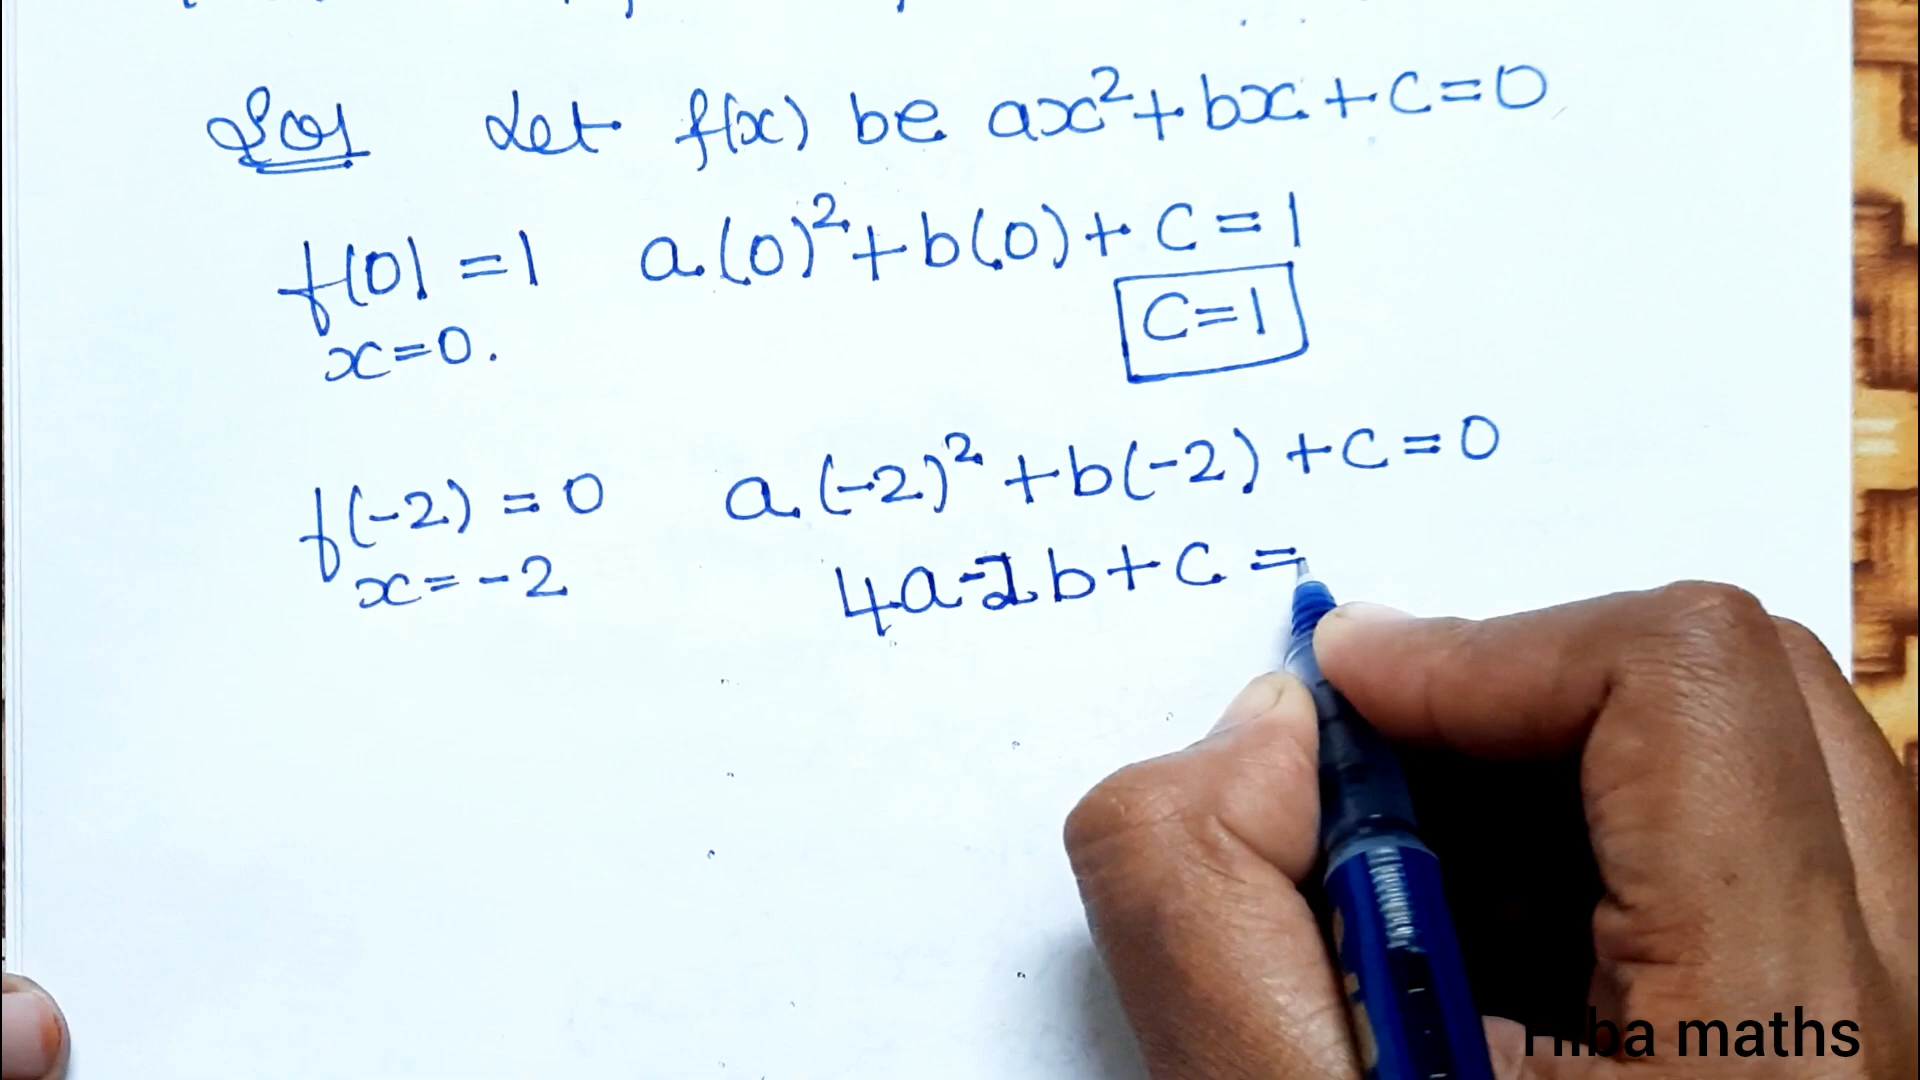 Sol Let f(x) be ax²+bx+c=0
f(0)=1 a(0)²+b(0)+c=1
x=0. c=1
f(-2)=0 a(-2)²+b(-2)+c=0
x=-2 4a-2b+c=
Hiba maths